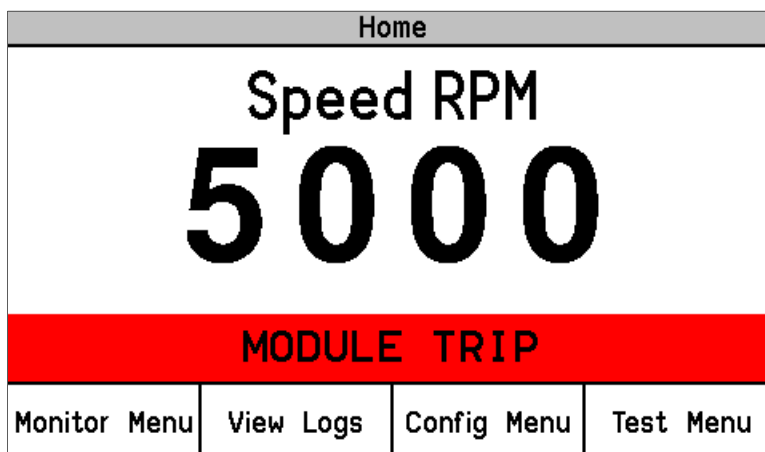 Home
Speed RPM
5000
MODULE TRIP
Monitor Menu View Logs Config Menu Test Menu